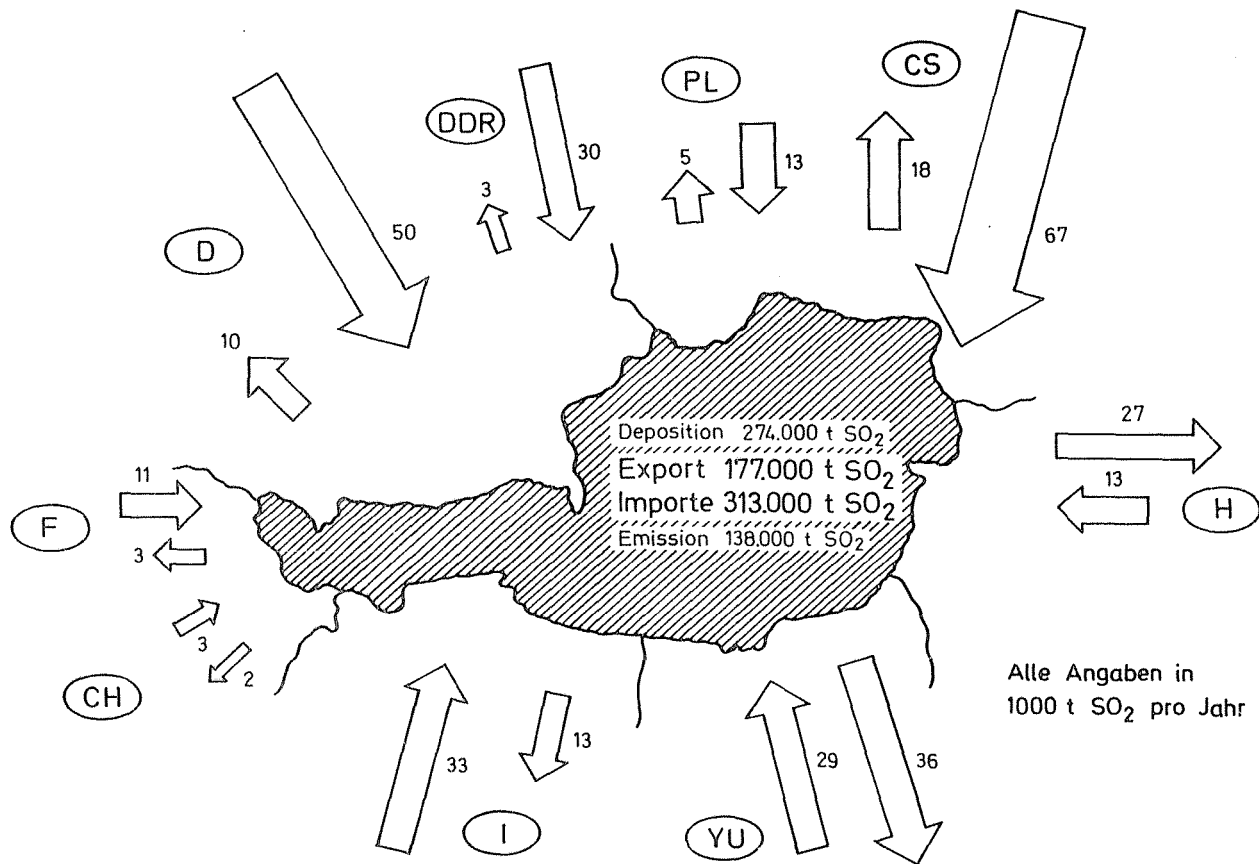 CS
PL
DDR
30
5
13
18
3
D
50
67
10
Deposition 274.000 t SO₂
Export 177.000 t SO₂
Importe 313.000 t SO₂
Emission 138.000 t SO₂
27
13
H
11
F
3
3
2
CH
Alle Angaben in
1000 t SO₂ pro Jahr
33
13
29
36
I
YU